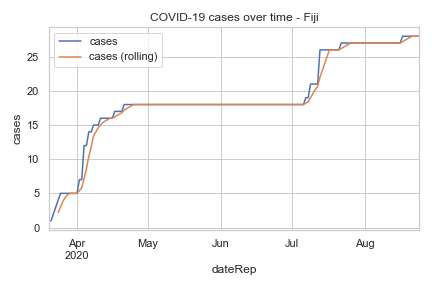 COVID-19 cases over time - Fiji
cases
cases (rolling)
cases
25
20
15
10
5
0
Apr
2020
May
Jun
Jul
Aug
dateRep